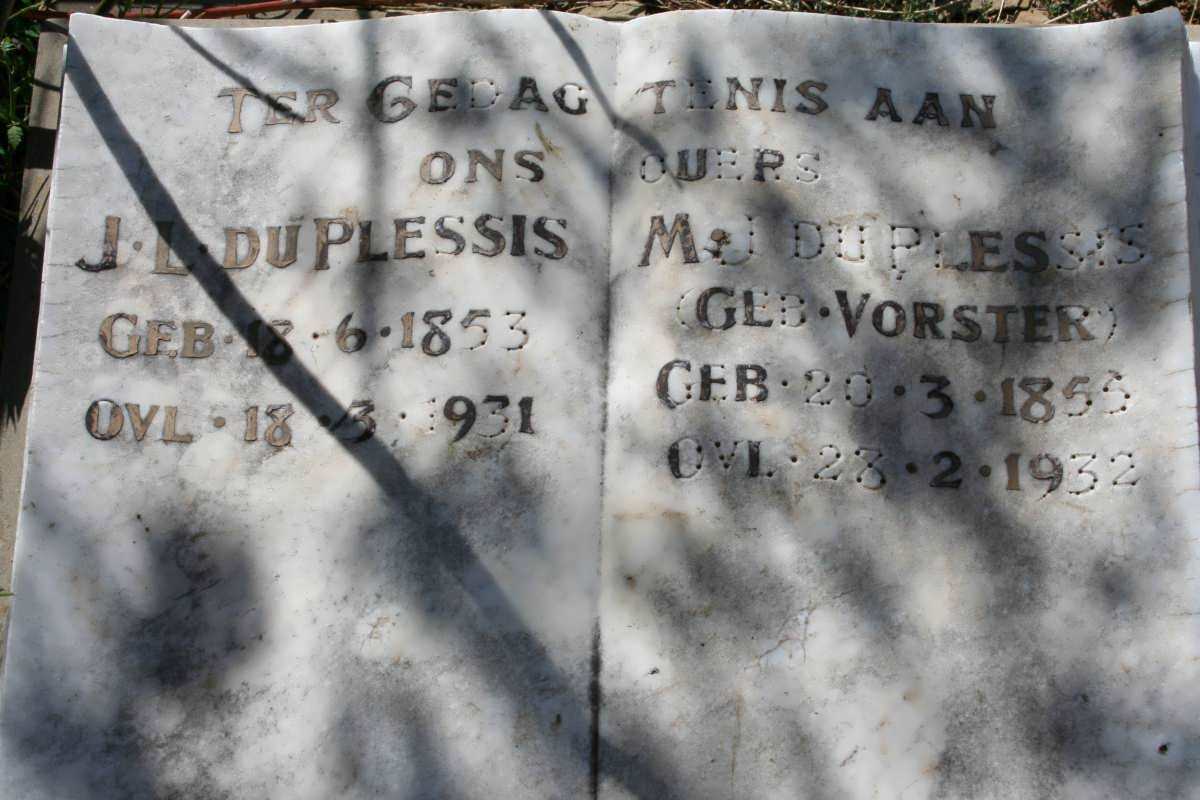 TER GEDAGTENIS AAN
ONS OUERS
J. L. DU PLESSIS
GEB. 18. 6. 1853
OVL. 18. 3. 1931
M. J DU PLESSIS
(GEB. VORSTER)
GEB. 20. 3. 1856
OVL. 28. 2. 1932